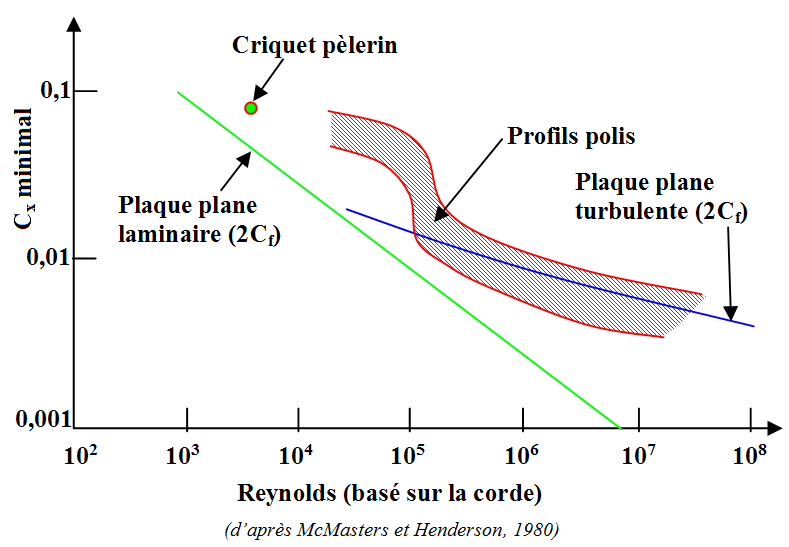 Criquet pèlerin
0,1
Profils polis
Plaque plane
turbulente (2Cf)
Cx minimal
Plaque plane
laminaire (2Cf)
0,01
0,001
10² 10³ 10⁴ 10⁵ 10⁶ 10⁷ 10⁸
Reynolds (basé sur la corde)
(d’après McMasters et Henderson, 1980)